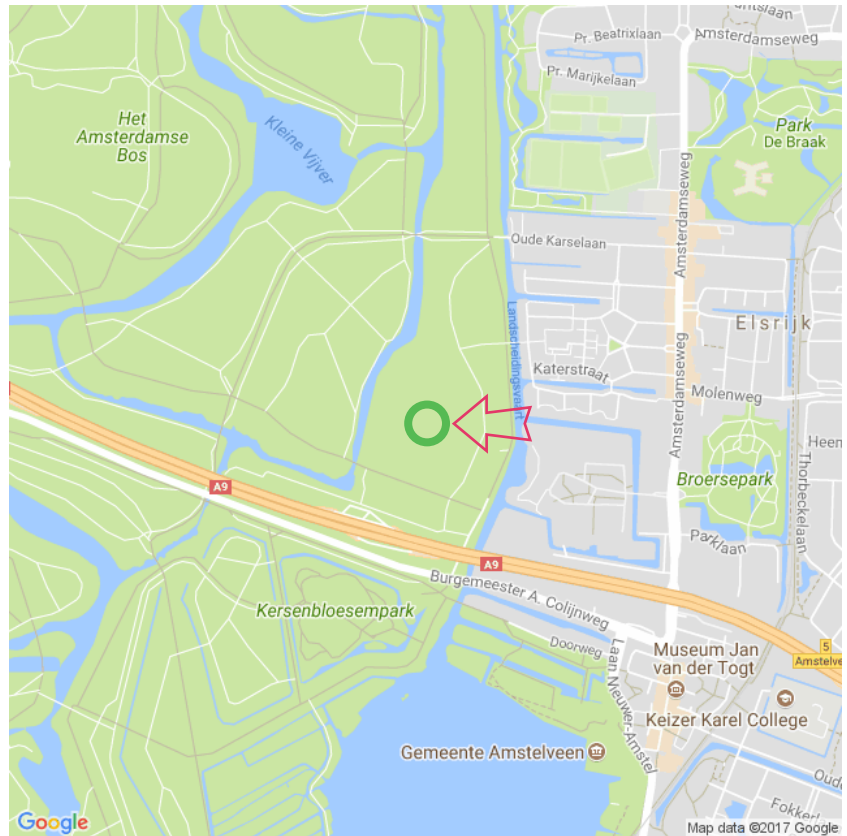 Pr. Beatrixlaan
Amsterdamseweg
Pr. Marijkelaan
Het
Amsterdamse
Bos
Kleine Vijver
Park
De Braak
Amsterdamseweg
Oude Karselaan
Landscheidingsvaart
Elsrijk
Katerstraat
Molenweg
Amsterdamseweg
Heem
Thorbeckelaan
Broersepark
A9
Parklaan
A9
Burgemeester A. Colijnweg
Kersenbloesempark
Doorweg
Laan Nieuwer-Amstel
5
Amstelve
Museum Jan
van der Togt
Keizer Karel College
Gemeente Amstelveen
Oude
Fokker
Google
Map data ©2017 Google